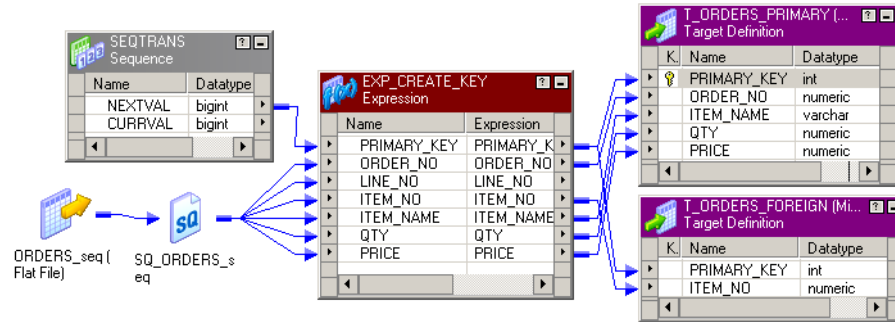 SEQTRANS
Sequence
Name Datatype
NEXTVAL bigint
CURRVAL bigint
ORDERS_seq (
Flat File)
SQ
SQ_ORDERS_s
eq
EXP_CREATE_KEY
Expression
Name Expression
PRIMARY_KEY PRIMARY_K
ORDER_NO ORDER_NO
LINE_NO LINE_NO
ITEM_NO ITEM_NO
ITEM_NAME ITEM_NAME
QTY QTY
PRICE PRICE
T_ORDERS_PRIMARY (...
Target Definition
K. Name Datatype
PRIMARY_KEY int
ORDER_NO numeric
ITEM_NAME varchar
QTY numeric
PRICE numeric
T_ORDERS_FOREIGN (Mi...
Target Definition
K. Name Datatype
PRIMARY_KEY int
ITEM_NO numeric